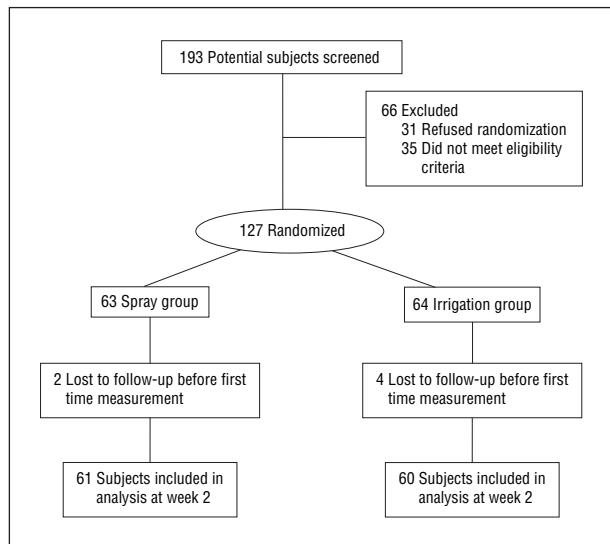 193 Potential subjects screened
66 Excluded
31 Refused randomization
35 Did not meet eligibility
criteria
127 Randomized
63 Spray group
64 Irrigation group
2 Lost to follow-up before first
time measurement
4 Lost to follow-up before first
time measurement
61 Subjects included in
analysis at week 2
60 Subjects included in
analysis at week 2